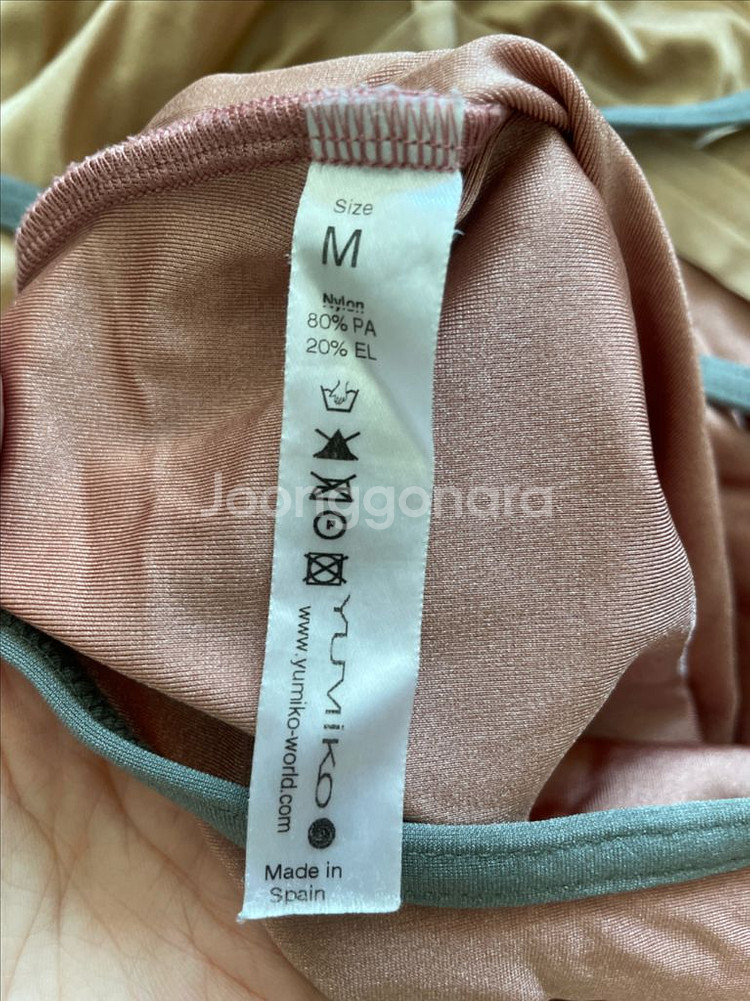 Size
M
Nylon
80% PA
20% EL
Joonggonara
YUMiKO
www.yumiko-world.com
Made in
Spain